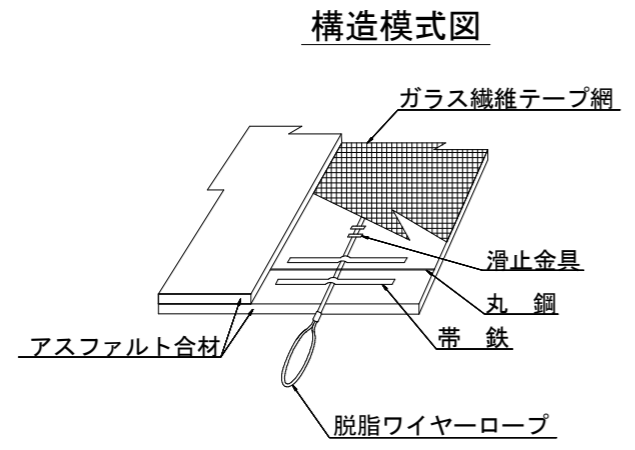 構造模式図
ガラス繊維テープ網
滑止金具
丸　鋼
帯　鉄
アスファルト合材
脱脂ワイヤーロープ